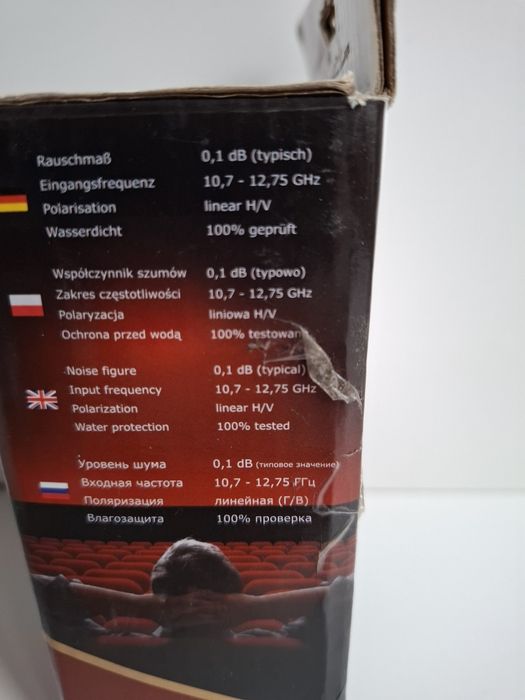 Rauschmaß 0,1 dB (typisch)
Eingangsfrequenz 10,7 - 12,75 GHz
Polarisation linear H/V
Wasserdicht 100% geprüft
Współczynnik szumów 0,1 dB (typowo)
Zakres częstotliwości 10,7 - 12,75 GHz
Polaryzacja liniowa H/V
Ochrona przed wodą 100% testowan
Noise figure 0,1 dB (typical)
Input frequency 10,7 - 12,75 GHz
Polarization linear H/V
Water protection 100% tested
Уровень шума 0,1 dB (типовое значение)
Входная частота 10,7 - 12,75 ГГц
Поляризация линейная (Г/В)
Влагозащита 100% проверка